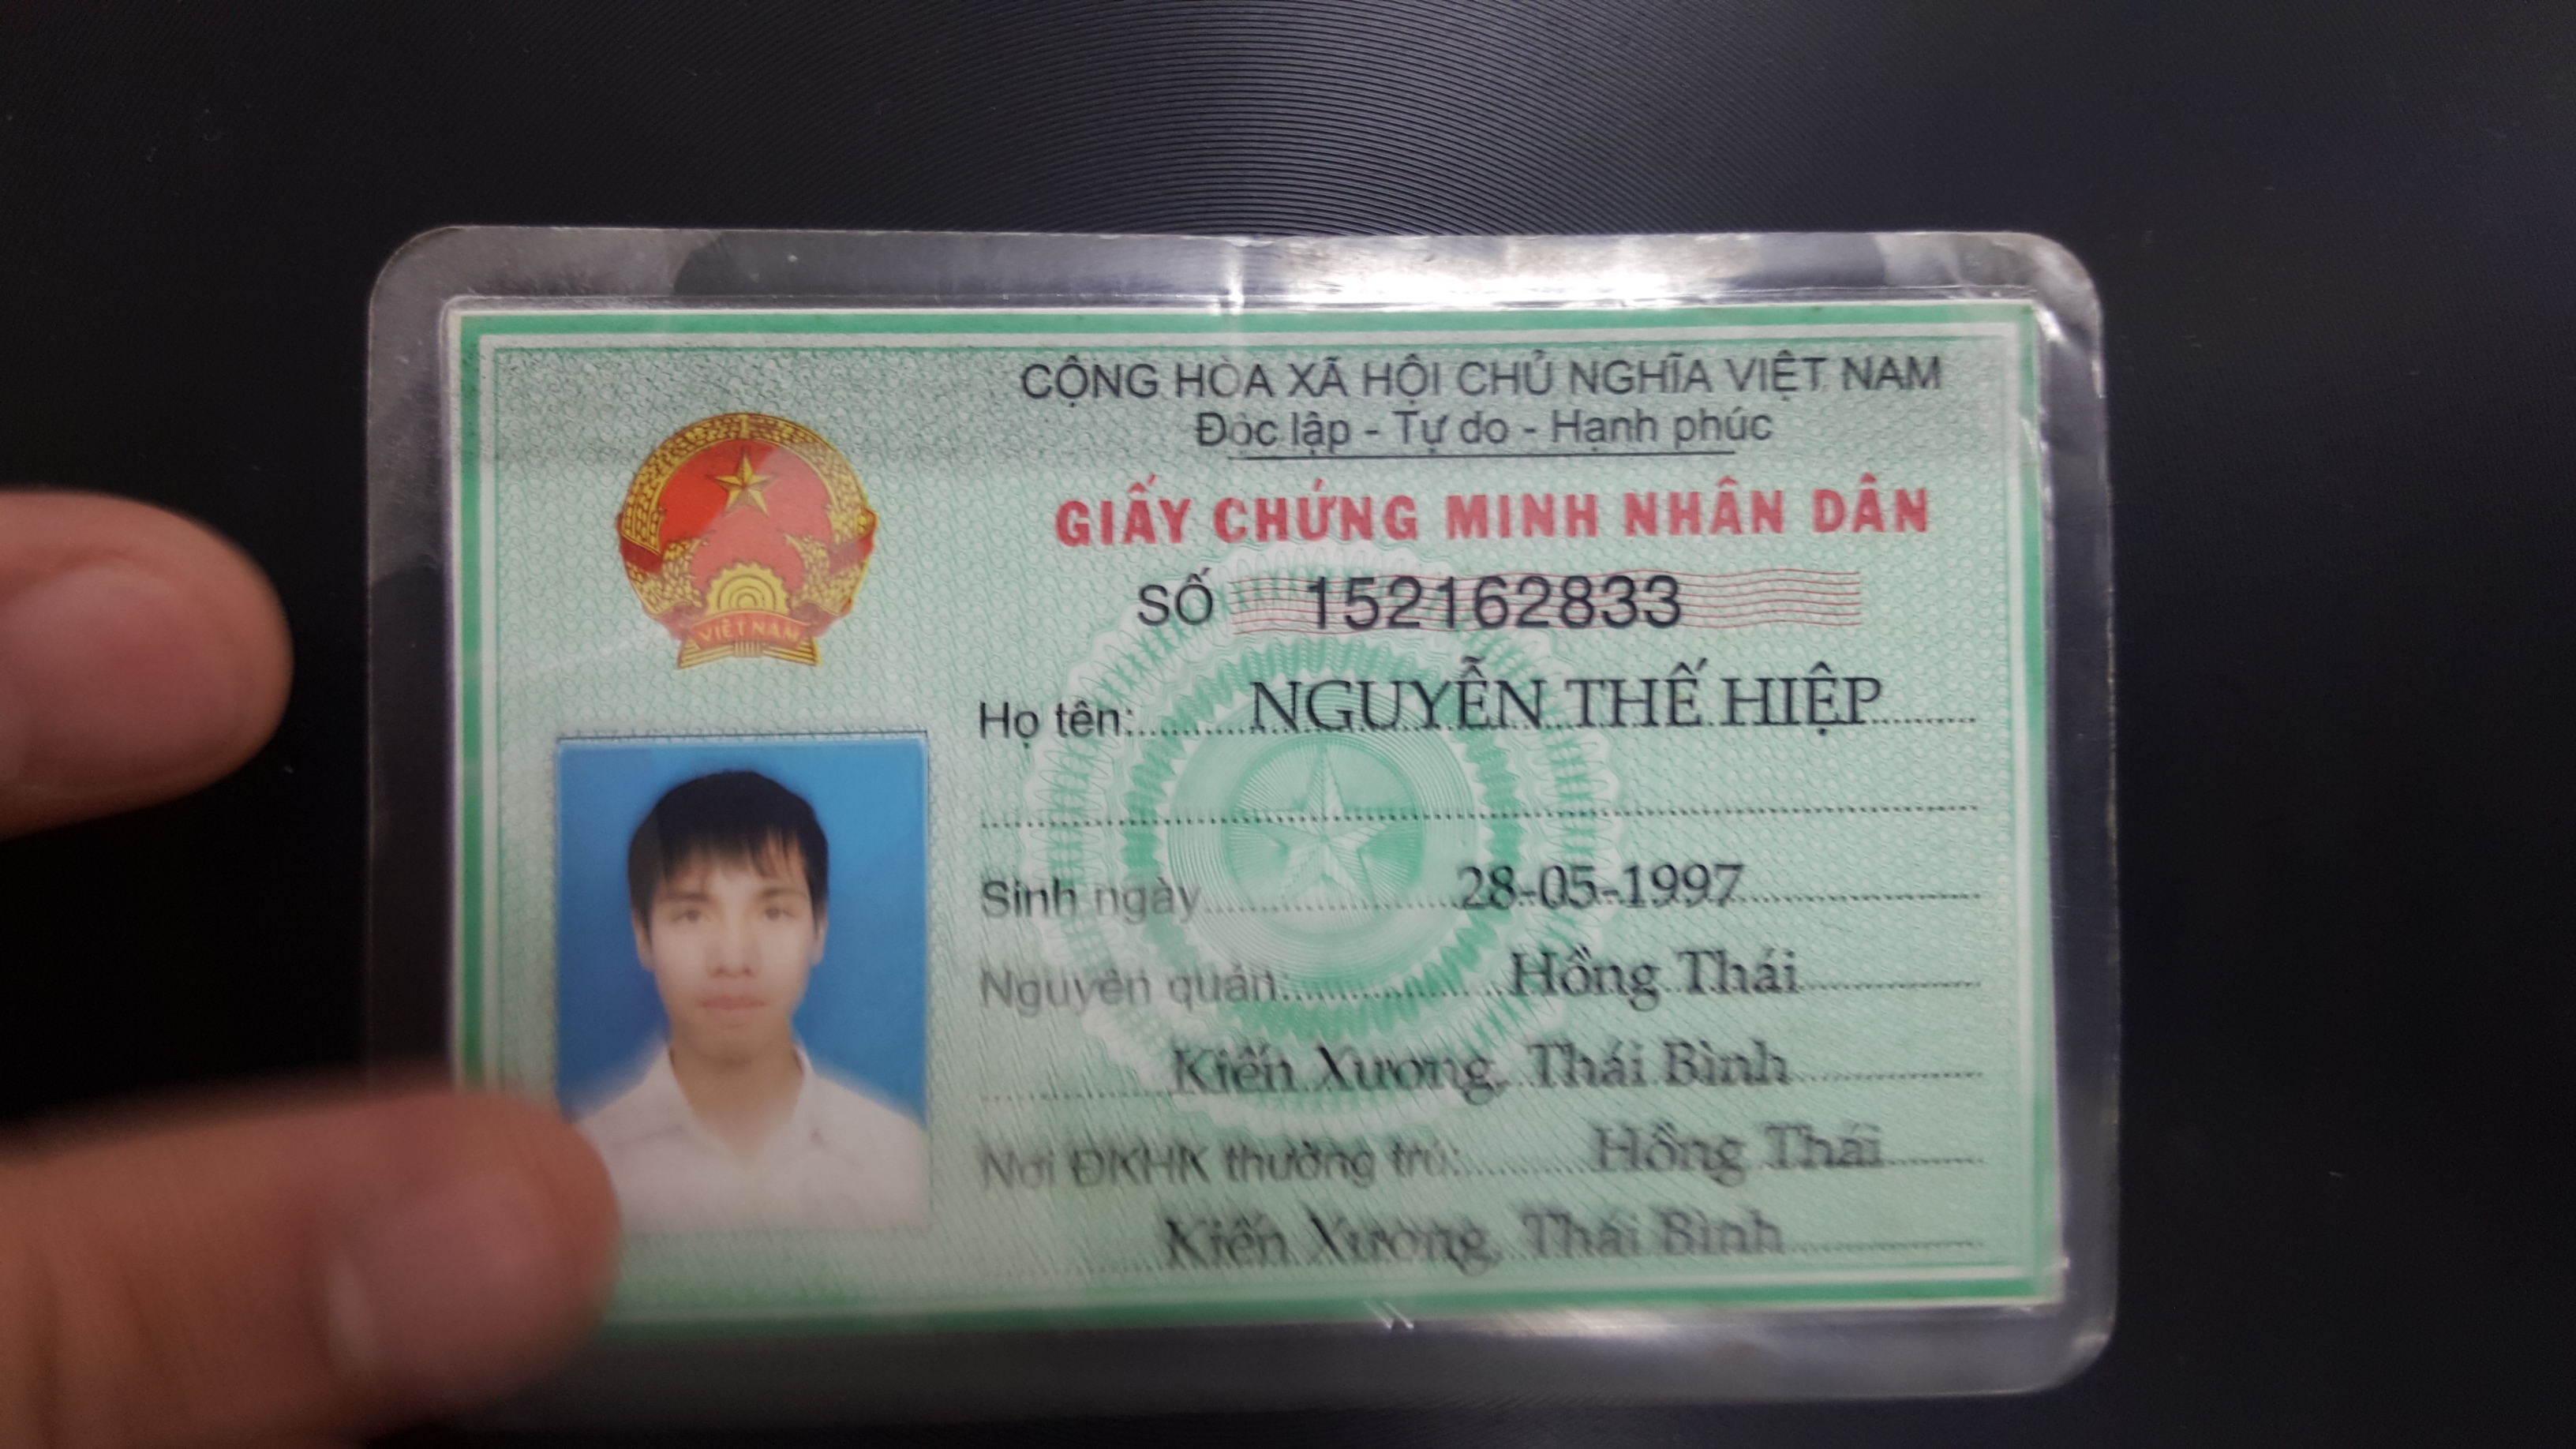 CỘNG HÒA XÃ HỘI CHỦ NGHĨA VIỆT NAM
Độc lập - Tự do - Hạnh phúc
GIẤY CHỨNG MINH NHÂN DÂN
SỐ 152162833
VIỆT NAM
Họ tên: NGUYỄN THẾ HIỆP
Sinh ngày 28-05-1997
Nguyên quán: Hồng Thái
Kiến Xương, Thái Bình
Nơi ĐKHK thường trú: Hồng Thái
Kiến Xương, Thái Bình